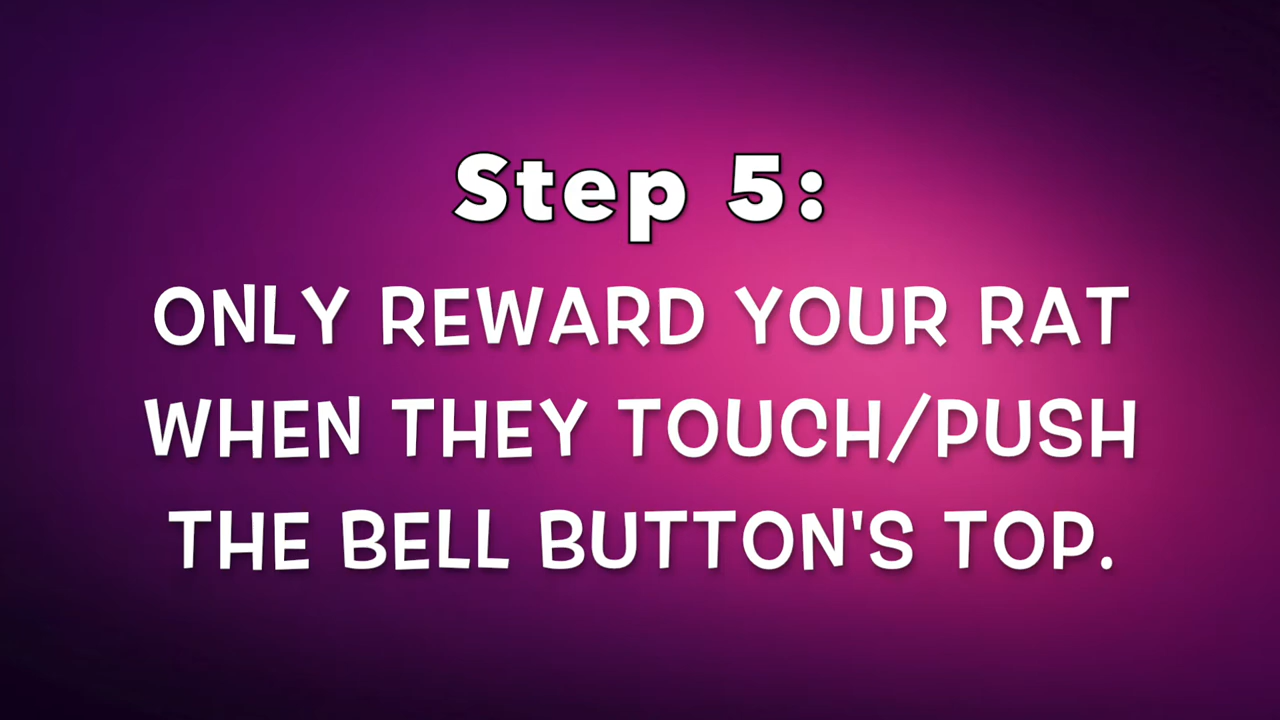 Step 5:
ONLY REWARD YOUR RAT
WHEN THEY TOUCH/PUSH
THE BELL BUTTON'S TOP.